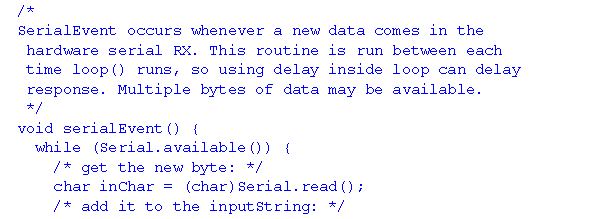 /*
SerialEvent occurs whenever a new data comes in the
hardware serial RX. This routine is run between each
time loop() runs, so using delay inside loop can delay
response. Multiple bytes of data may be available.
*/
void serialEvent() {
while (Serial.available()) {
/* get the new byte: */
char inChar = (char)Serial.read();
/* add it to the inputString: */